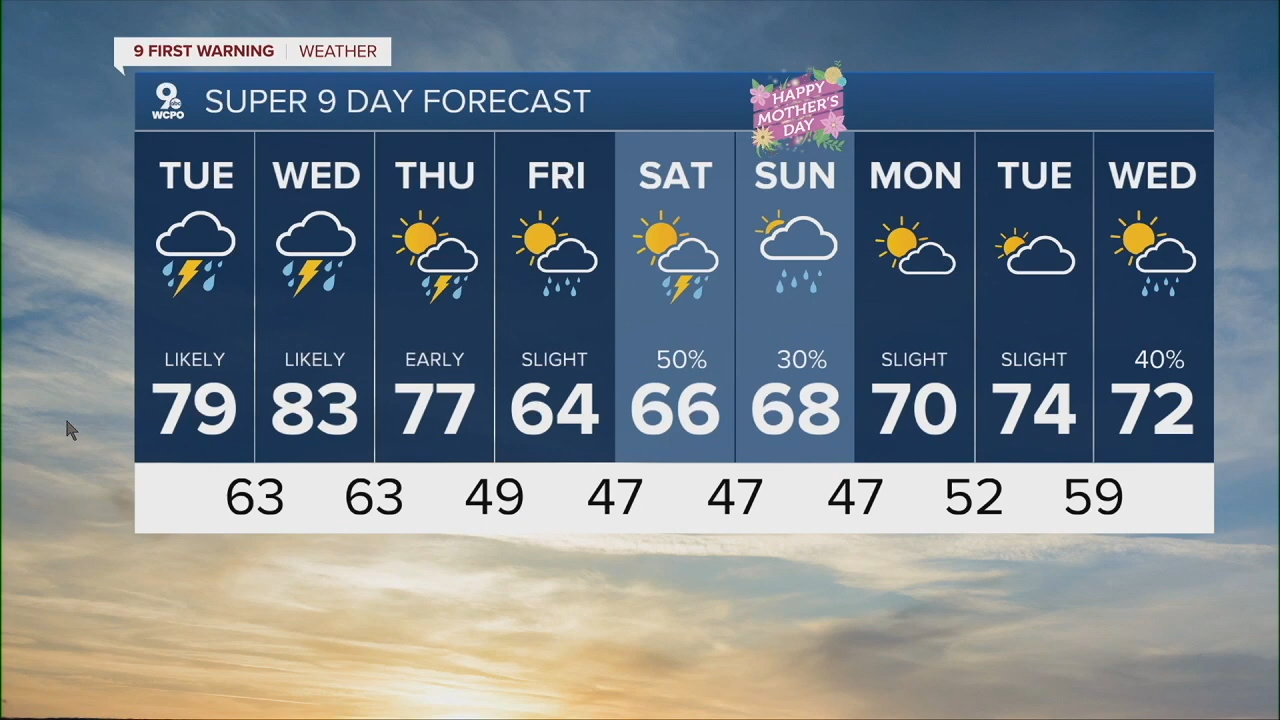 9 FIRST WARNING | WEATHER
9 abc
WCPO
SUPER 9 DAY FORECAST
HAPPY
MOTHER'S
DAY
TUE WED THU FRI SAT SUN MON TUE WED
LIKELY LIKELY EARLY SLIGHT 50% 30% SLIGHT SLIGHT 40%
79 83 77 64 66 68 70 74 72
63 63 49 47 47 47 52 59